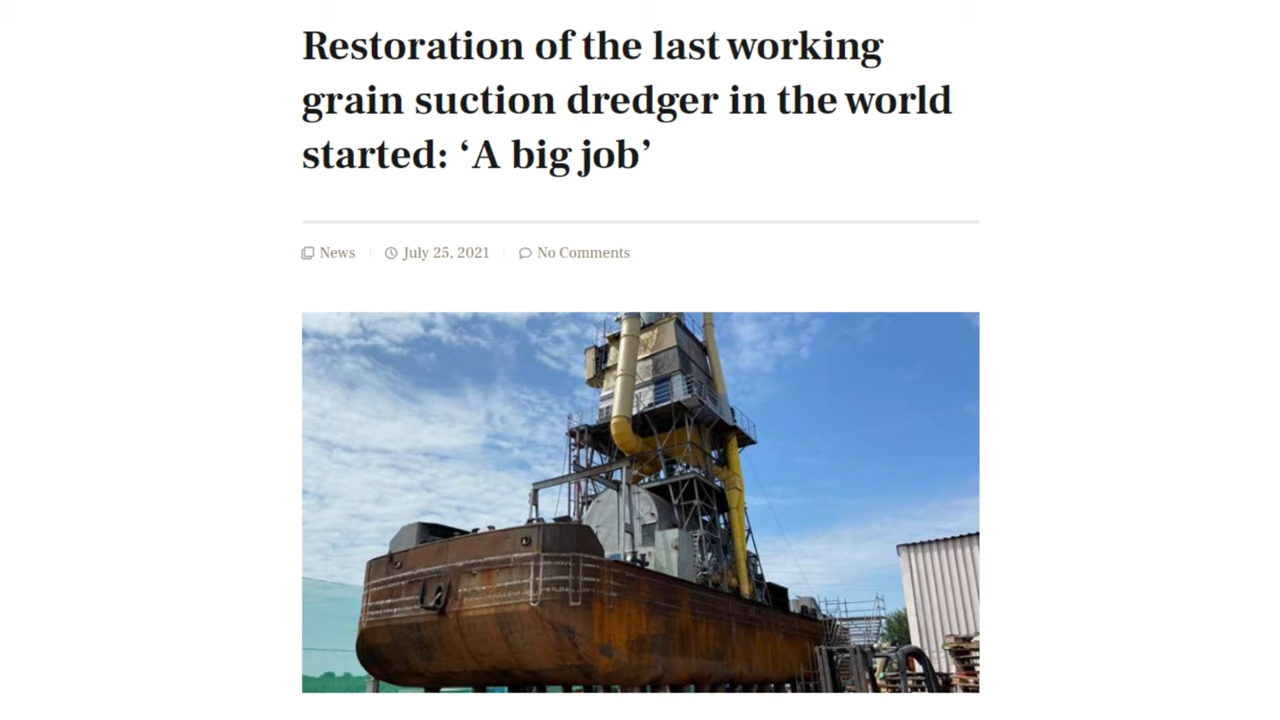 Restoration of the last working
grain suction dredger in the world
started: ‘A big job’
News
July 25, 2021
No Comments